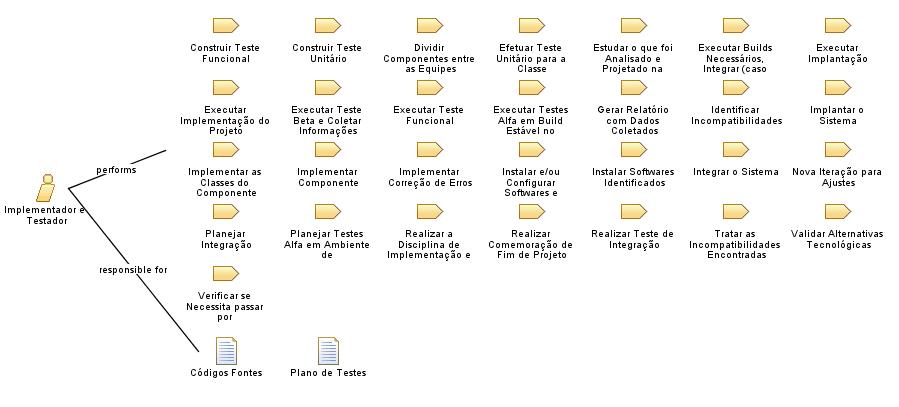 Construir Teste
Funcional
Construir Teste
Unitário
Dividir
Componentes entre
as Equipes
Efetuar Teste
Unitário para a
Classe
Estudar o que foi
Analisado e
Projetado na
Executar Builds
Necessários,
Integrar (caso
Executar
Implantação
Executar
Implementação do
Projeto
Executar Teste
Beta e Coletar
Informações
Executar Teste
Funcional
Executar Testes
Alfa em Build
Estável no
Gerar Relatório
com Dados
Coletados
Identificar
Incompatibilidades
Implantar o
Sistema
performs
Implementar as
Classes do
Componente
Implementar
Componente
Implementar
Correção de Erros
Instalar e/ou
Configurar
Softwares e
Instalar Softwares
Identificados
Integrar o Sistema
Nova Iteração para
Ajustes
Implementador e
Testador
Planejar
Integração
Planejar Testes
Alfa em Ambiente
de
Realizar a
Disciplina de
Implementação e
Realizar
Comemoração de
Fim de Projeto
Realizar Teste de
Integração
Tratar as
Incompatibilidades
Encontradas
Validar Alternativas
Tecnológicas
responsible for
Verificar se
Necessita passar
por
Códigos Fontes
Plano de Testes